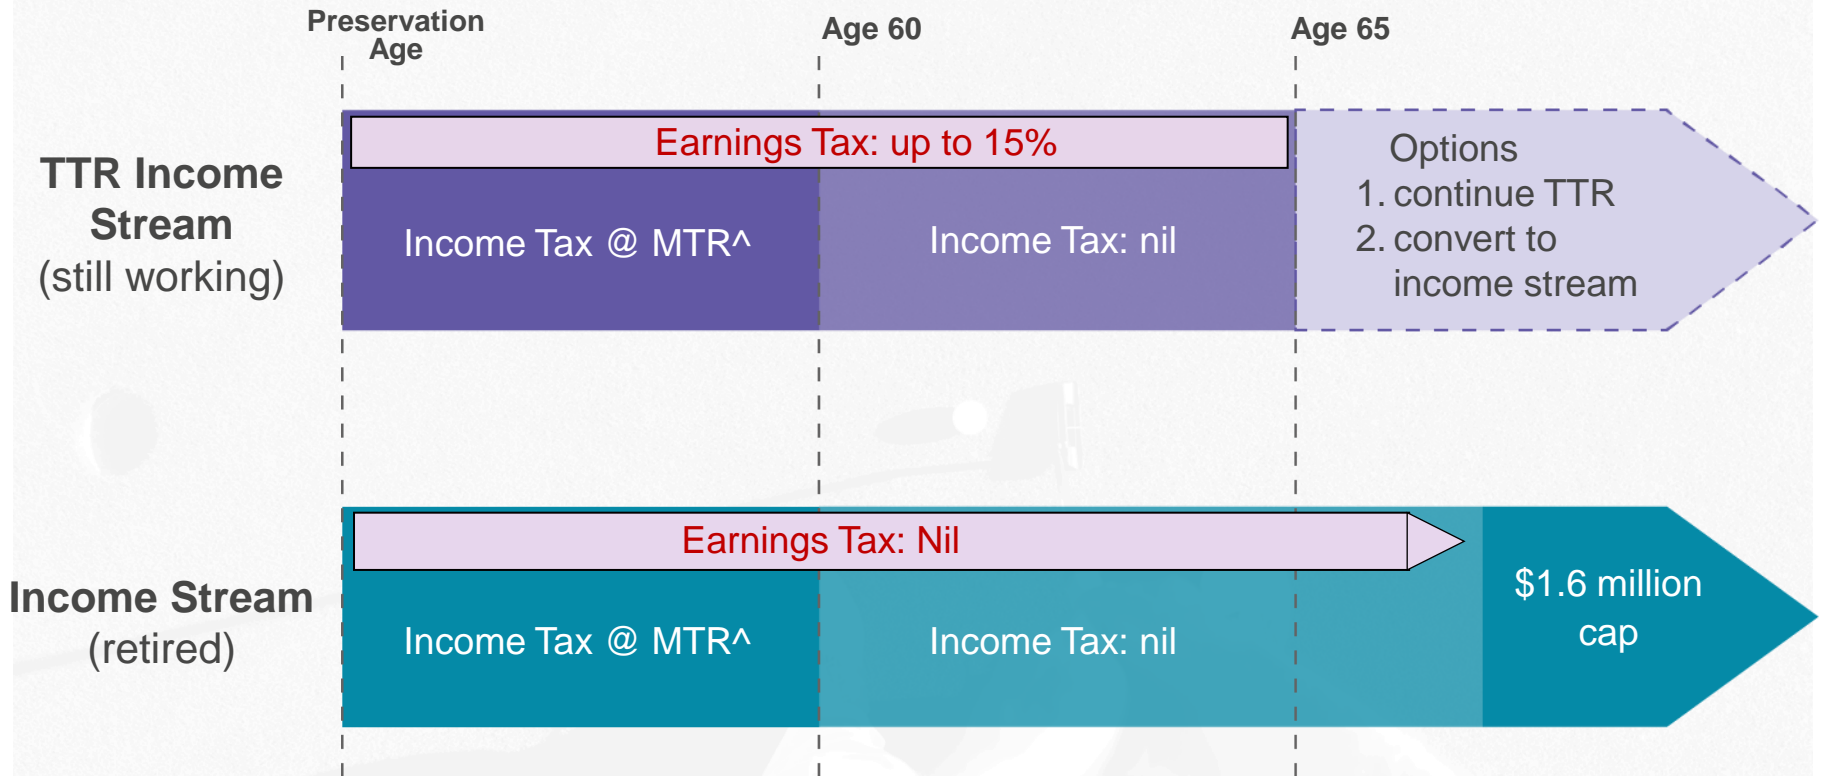 Preservation
Age
Age 60
Age 65
TTR Income
Stream
(still working)
Earnings Tax: up to 15%
Income Tax @ MTR^
Income Tax: nil
Options
1. continue TTR
2. convert to
income stream
Income Stream
(retired)
Earnings Tax: Nil
Income Tax @ MTR^
Income Tax: nil
$1.6 million
cap